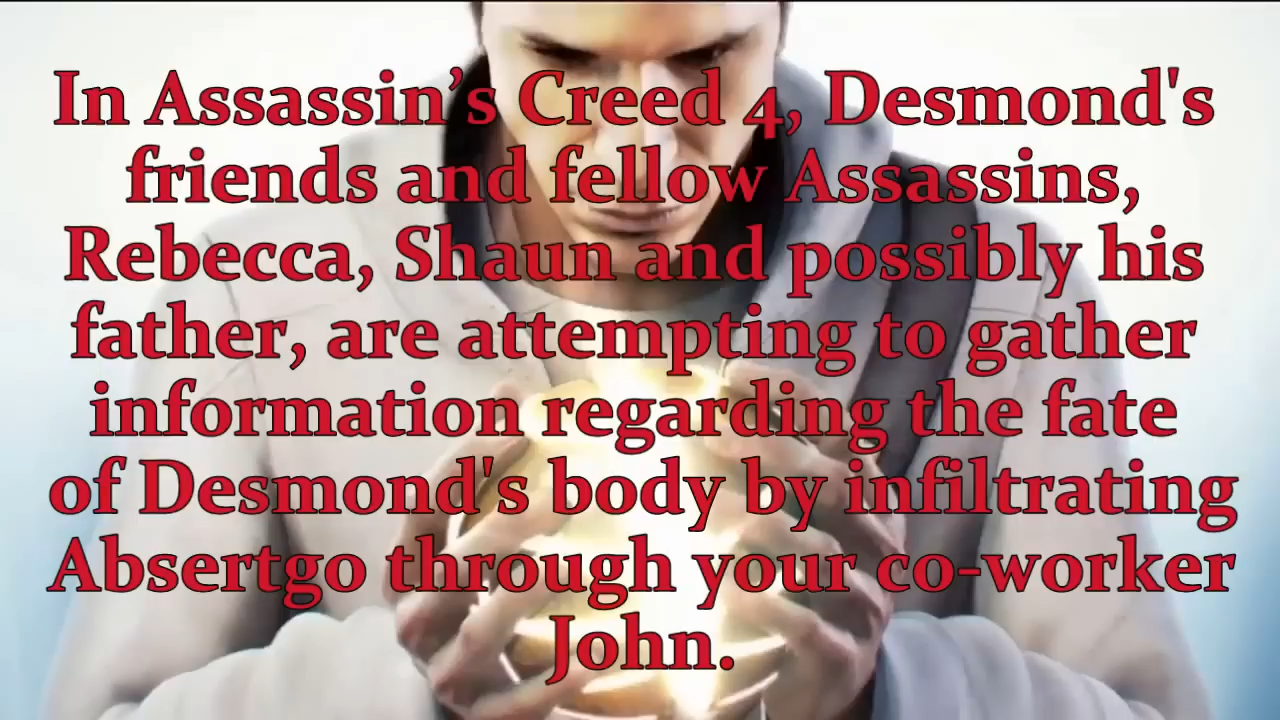 In Assassin’s Creed 4, Desmond's
friends and fellow Assassins,
Rebecca, Shaun and possibly his
father, are attempting to gather
information regarding the fate
of Desmond's body by infiltrating
Absertgo through your co-worker
John.